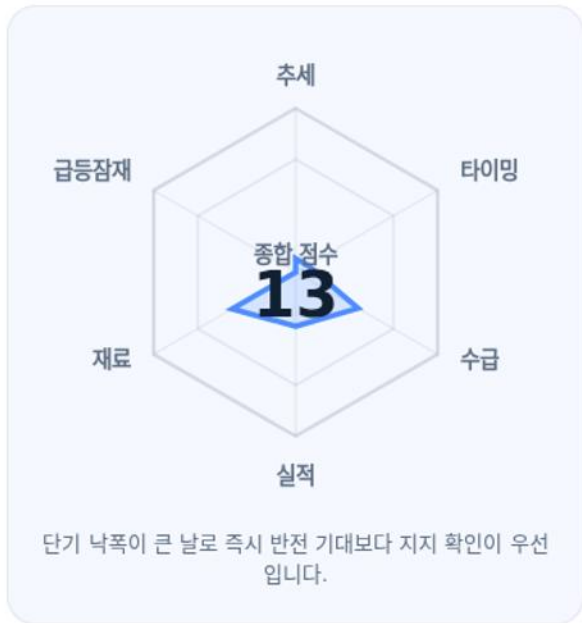 추세
급등잠재
타이밍
종합 점수
13
재료
수급
실적
단기 낙폭이 큰 날로 즉시 반전 기대보다 지지 확인이 우선
입니다.